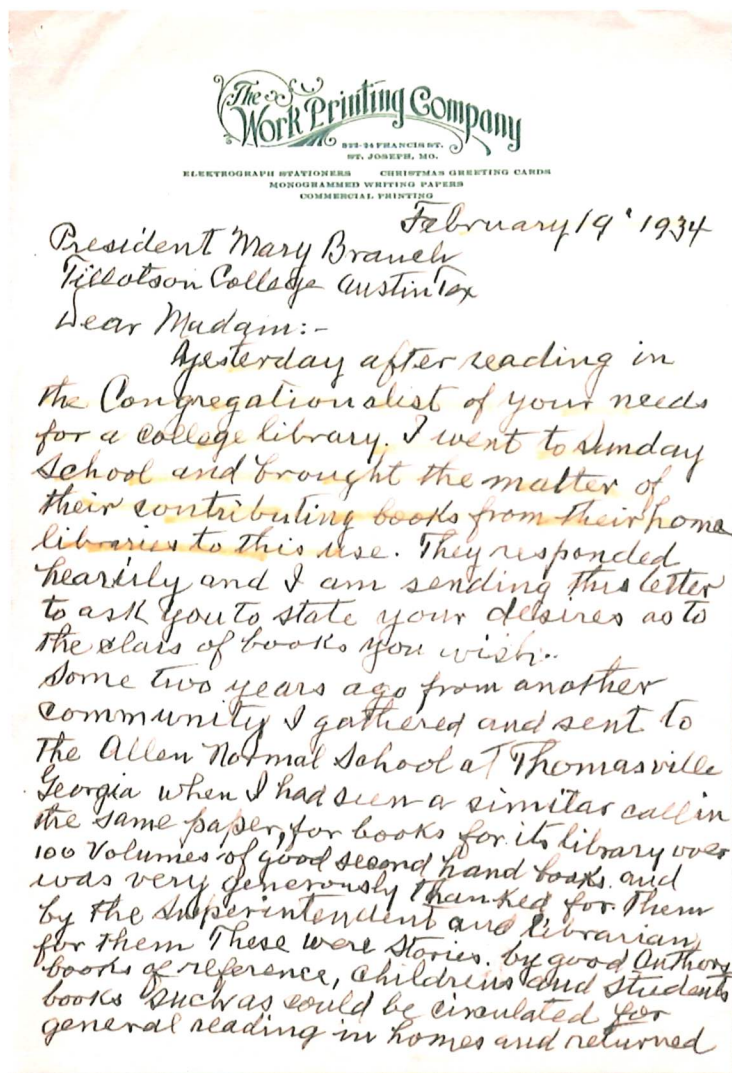 The
Work Printing Company
822-24 FRANCIS ST.
ST. JOSEPH, MO.
ELEKTROGRAPH STATIONERS CHRISTMAS GREETING CARDS
MONOGRAMMED WRITING PAPERS
COMMERCIAL PRINTING
February 19' 1934
President Mary Branch
Tillotson College Austin Tex
Dear Madam:-
Yesterday after reading in
the Congregationalist of your needs
for a college library. I went to Sunday
School and brought the matter of
their contributing books from their home
libraries to this use. They responded
heartily and I am sending this letter
to ask you to state your desires as to
the class of books you wish..
Some two years ago from another
community I gathered and sent to
The Allen Normal School at Thomasville
Georgia when I had seen a similar call in
the same paper, for books for its library over
100 Volumes of good second hand books. and
was very generously thanked for them
by the Superintendent and librarian
for them These were Stories. by good Authors
books of reference, childrens and students
books such as could be circulated for
general reading in homes and returned